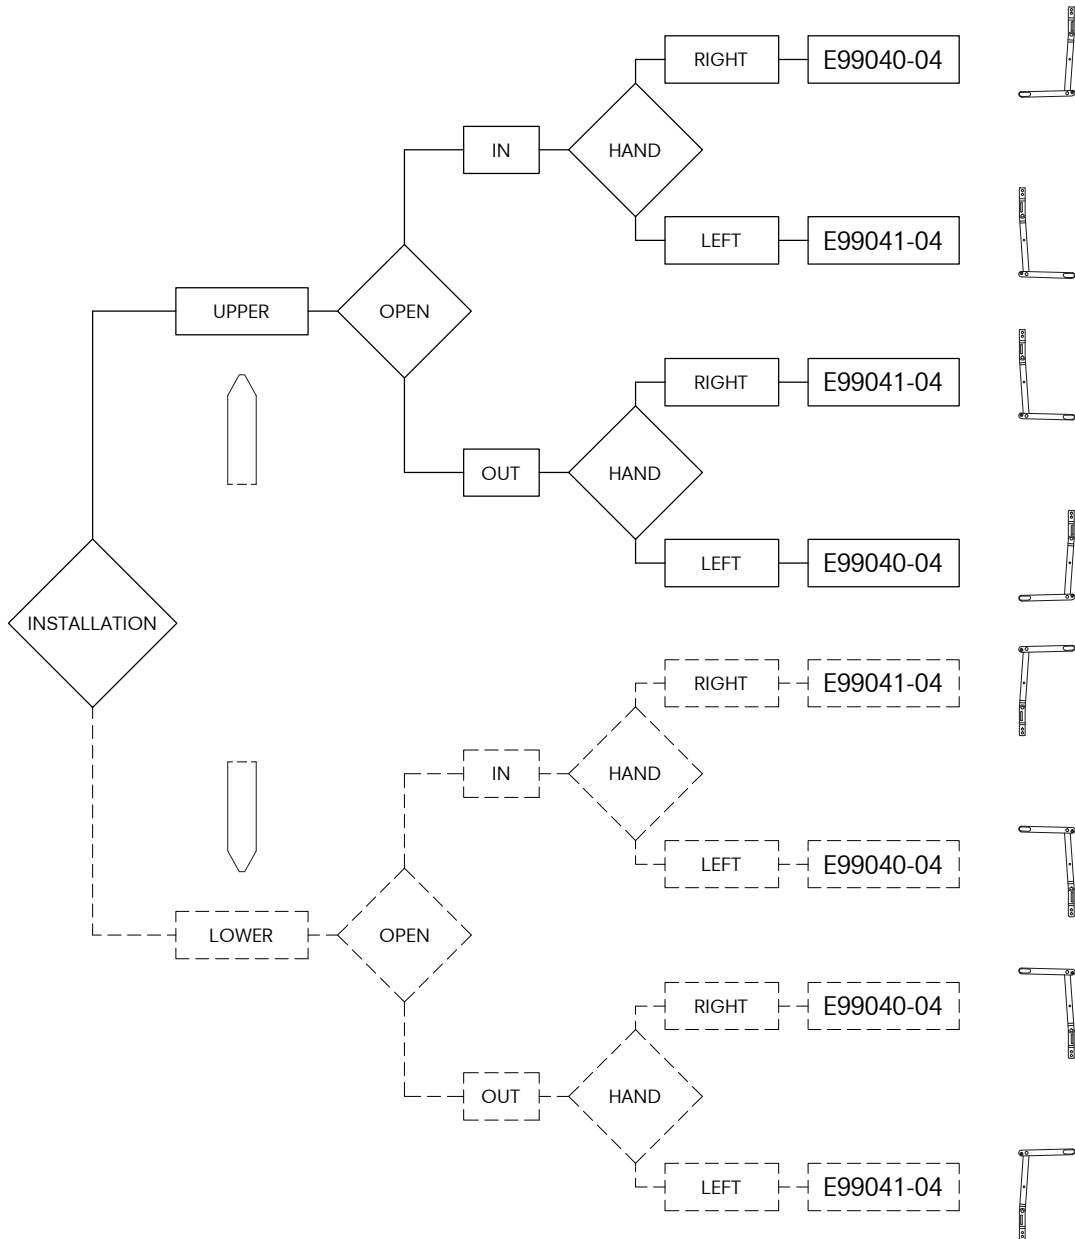 RIGHT
E99040-04
IN
HAND
LEFT
E99041-04
UPPER
OPEN
RIGHT
E99041-04
OUT
HAND
LEFT
E99040-04
INSTALLATION
RIGHT
E99041-04
IN
HAND
LEFT
E99040-04
LOWER
OPEN
RIGHT
E99040-04
OUT
HAND
LEFT
E99041-04